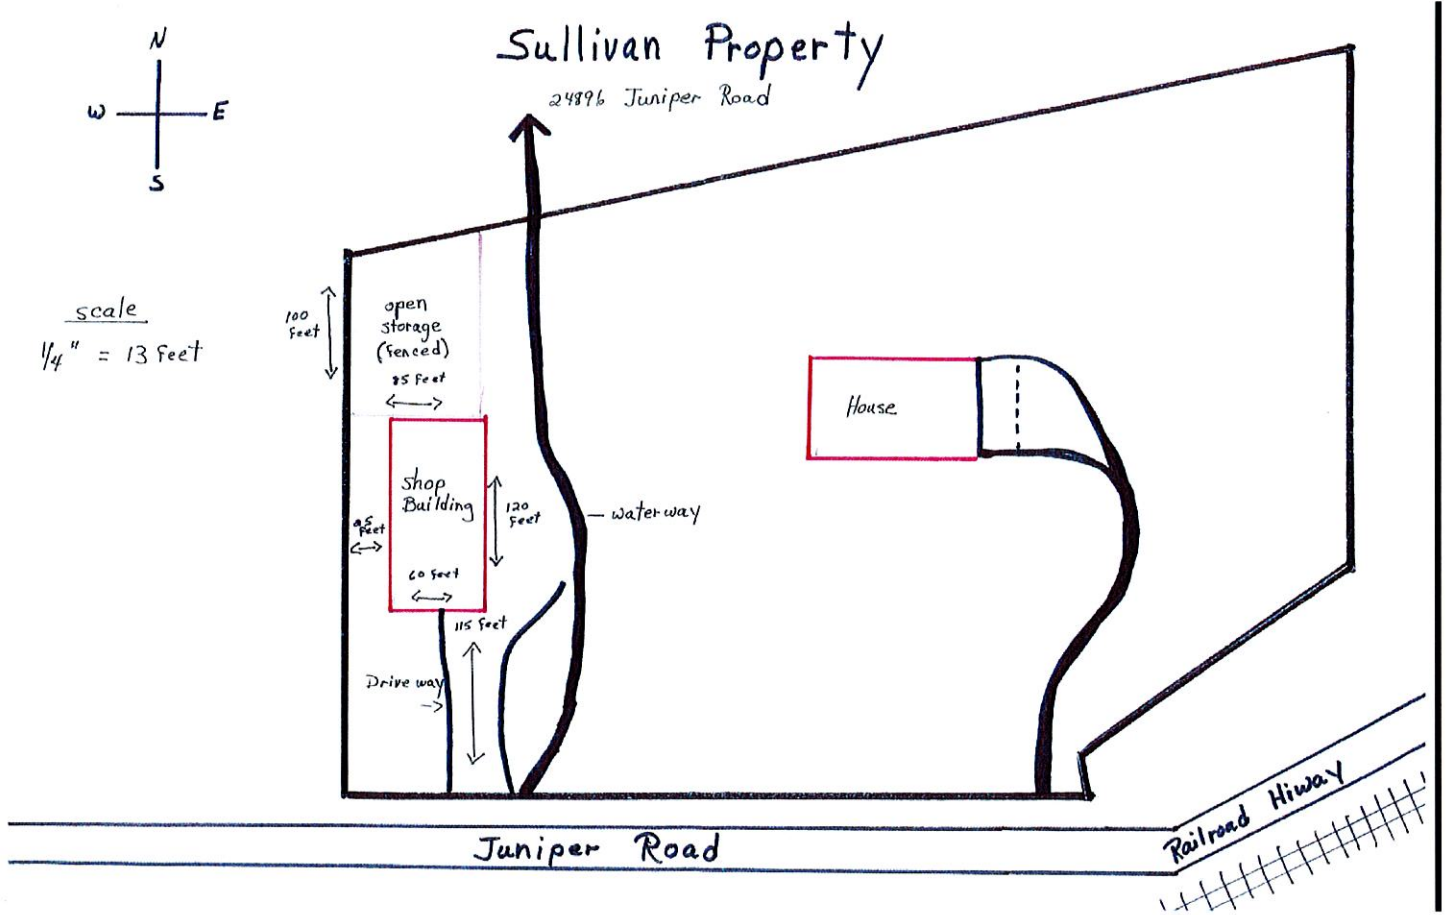 N
W E
S
Sullivan Property
24896 Juniper Road
scale
1/4" = 13 feet
100
feet
open
storage
(fenced)
85 feet
Shop
Building
25
feet
120
feet
60 feet
115 feet
Drive way
waterway
House
Juniper Road
Railroad Hiway